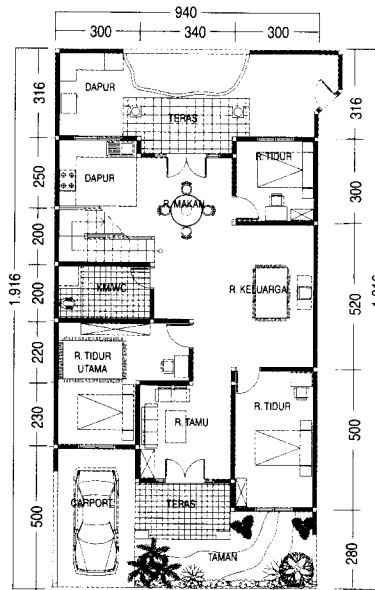 940
300 340 300
316
250
200
200
220
230
500
1.916
316
300
520
500
280
DAPUR
TERAS
DAPUR
R. TIDUR
R. MAKAN
KM/WC
R. KELUARGA
R. TIDUR
UTAMA
R. TAMU
R. TIDUR
CARPORT
TERAS
TAMAN